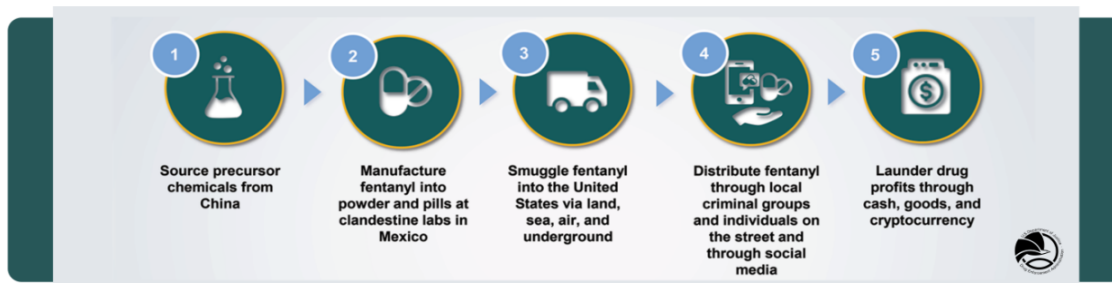 1
Source precursor
chemicals from
China
2
Manufacture
fentanyl into
powder and pills at
clandestine labs in
Mexico
3
Smuggle fentanyl
into the United
States via land,
sea, air, and
underground
4
Distribute fentanyl
through local
criminal groups
and individuals on
the street and
through social
media
5
$
Launder drug
profits through
cash, goods, and
cryptocurrency